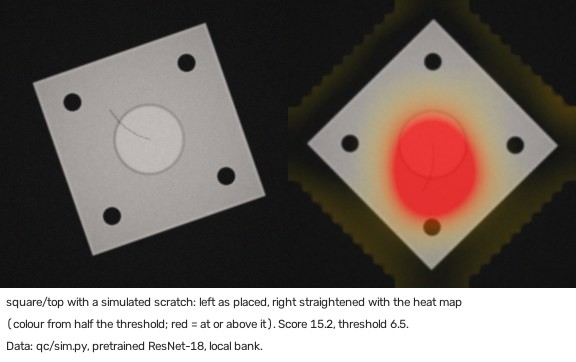 square/top with a simulated scratch: left as placed, right straightened with the heat map
(colour from half the threshold; red = at or above it). Score 15.2, threshold 6.5.
Data: qc/sim.py, pretrained ResNet-18, local bank.